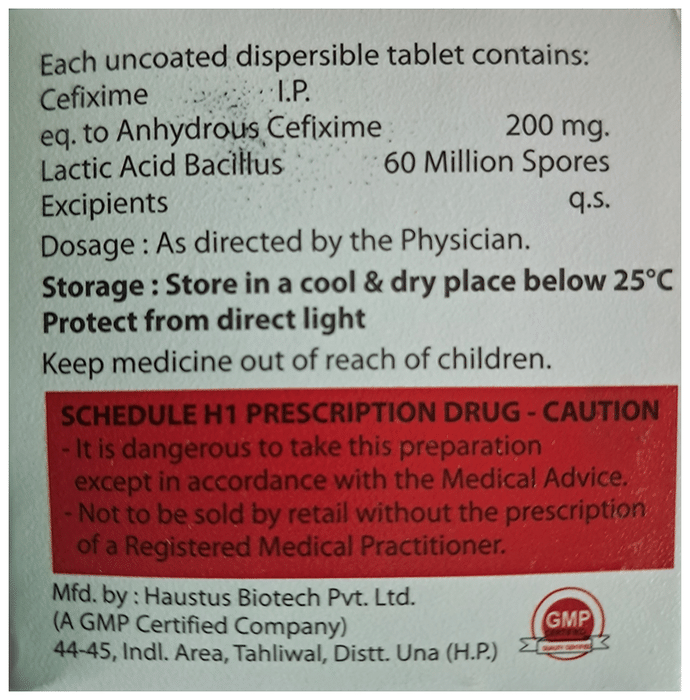 Each uncoated dispersible tablet contains:
Cefixime I.P.
eq. to Anhydrous Cefixime 200 mg.
Lactic Acid Bacillus 60 Million Spores
Excipients q.s.
Dosage : As directed by the Physician.
Storage : Store in a cool & dry place below 25°C
Protect from direct light
Keep medicine out of reach of children.
SCHEDULE H1 PRESCRIPTION DRUG - CAUTION
- It is dangerous to take this preparation
except in accordance with the Medical Advice.
- Not to be sold by retail without the prescription
of a Registered Medical Practitioner.
Mfd. by : Haustus Biotech Pvt. Ltd.
(A GMP Certified Company)
44-45, Indl. Area, Tahliwal, Distt. Una (H.P.)
GMP
CERTIFIED
QUALITY CERTIFIED